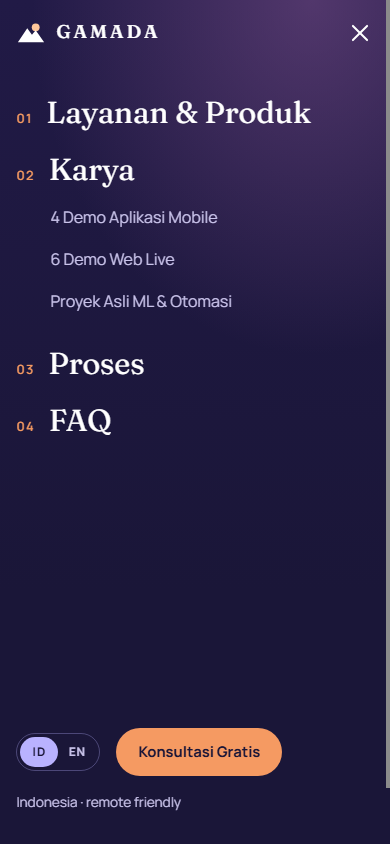 GAMADA
01 Layanan & Produk
02 Karya
4 Demo Aplikasi Mobile
6 Demo Web Live
Proyek Asli ML & Otomasi
03 Proses
04 FAQ
ID EN Konsultasi Gratis
Indonesia · remote friendly